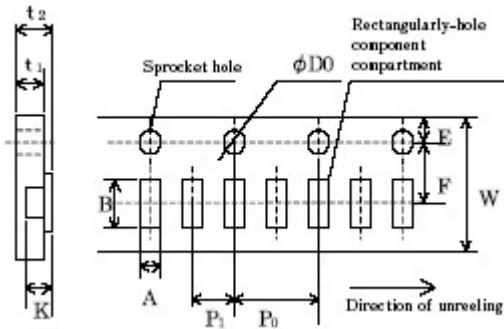 t2
t1
Sprocket hole
ϕD0
Rectangularly-hole
component
compartment
E
F
W
B
K
A
P1
P0
Direction of unreeling